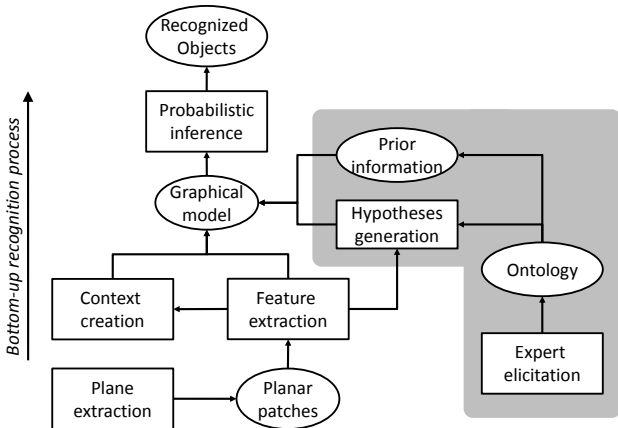 Recognized
Objects
Probabilistic
inference
Prior
information
Graphical
model
Hypotheses
generation
Ontology
Context
creation
Feature
extraction
Expert
elicitation
Plane
extraction
Planar
patches
Bottom-up recognition process